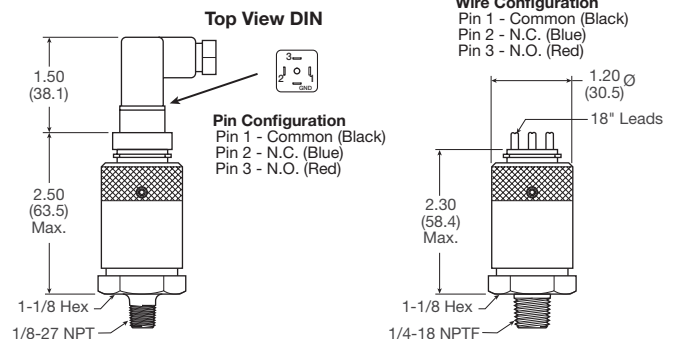 Top View DIN
1.50
(38.1)
3
2
1
GND
Pin Configuration
Pin 1 - Common (Black)
Pin 2 - N.C. (Blue)
Pin 3 - N.O. (Red)
2.50
(63.5)
Max.
1-1/8 Hex
1/8-27 NPT
Wire Configuration
Pin 1 - Common (Black)
Pin 2 - N.C. (Blue)
Pin 3 - N.O. (Red)
1.20 Ø
(30.5)
18" Leads
2.30
(58.4)
Max.
1-1/8 Hex
1/4-18 NPTF